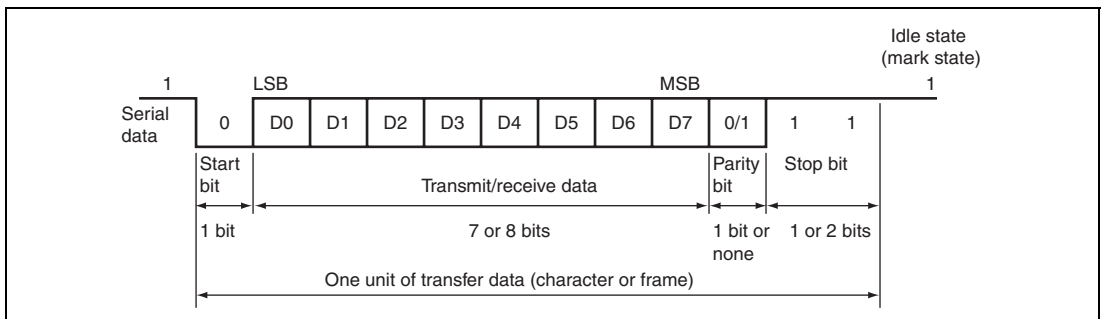 Idle state
(mark state)
1 LSB MSB 1
Serial
data
0 D0 D1 D2 D3 D4 D5 D6 D7 0/1 1 1
Start
bit
Transmit/receive data
Parity
bit
Stop bit
1 bit
7 or 8 bits
1 bit or
none
1 or 2 bits
One unit of transfer data (character or frame)